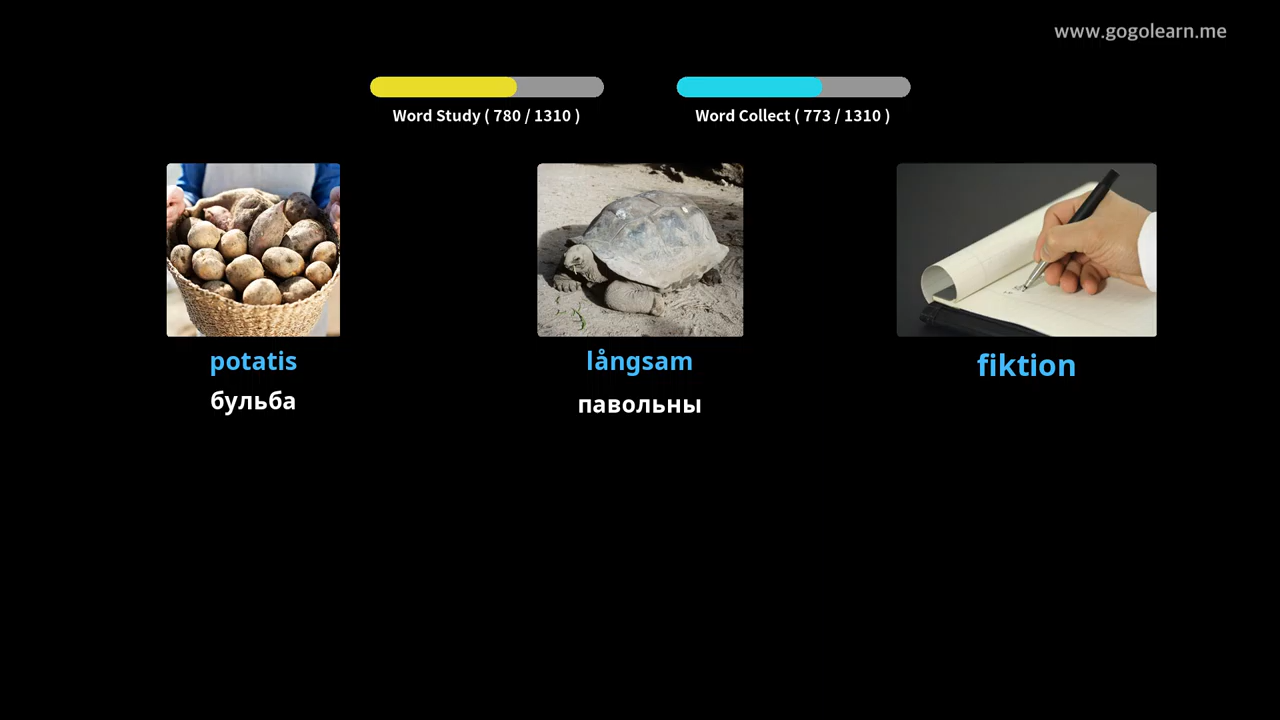 www.gogolearn.me
Word Study ( 780 / 1310 )
Word Collect ( 773 / 1310 )
potatis
långsam
fiktion
бульба
павольны